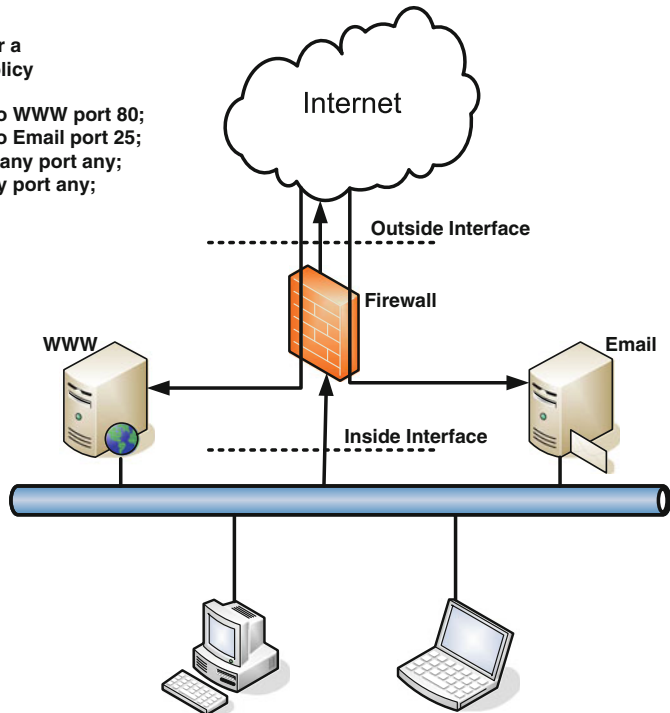 r a
licy
o WWW port 80;
o Email port 25;
any port any;
y port any;
Internet
Outside Interface
Firewall
WWW
Email
Inside Interface